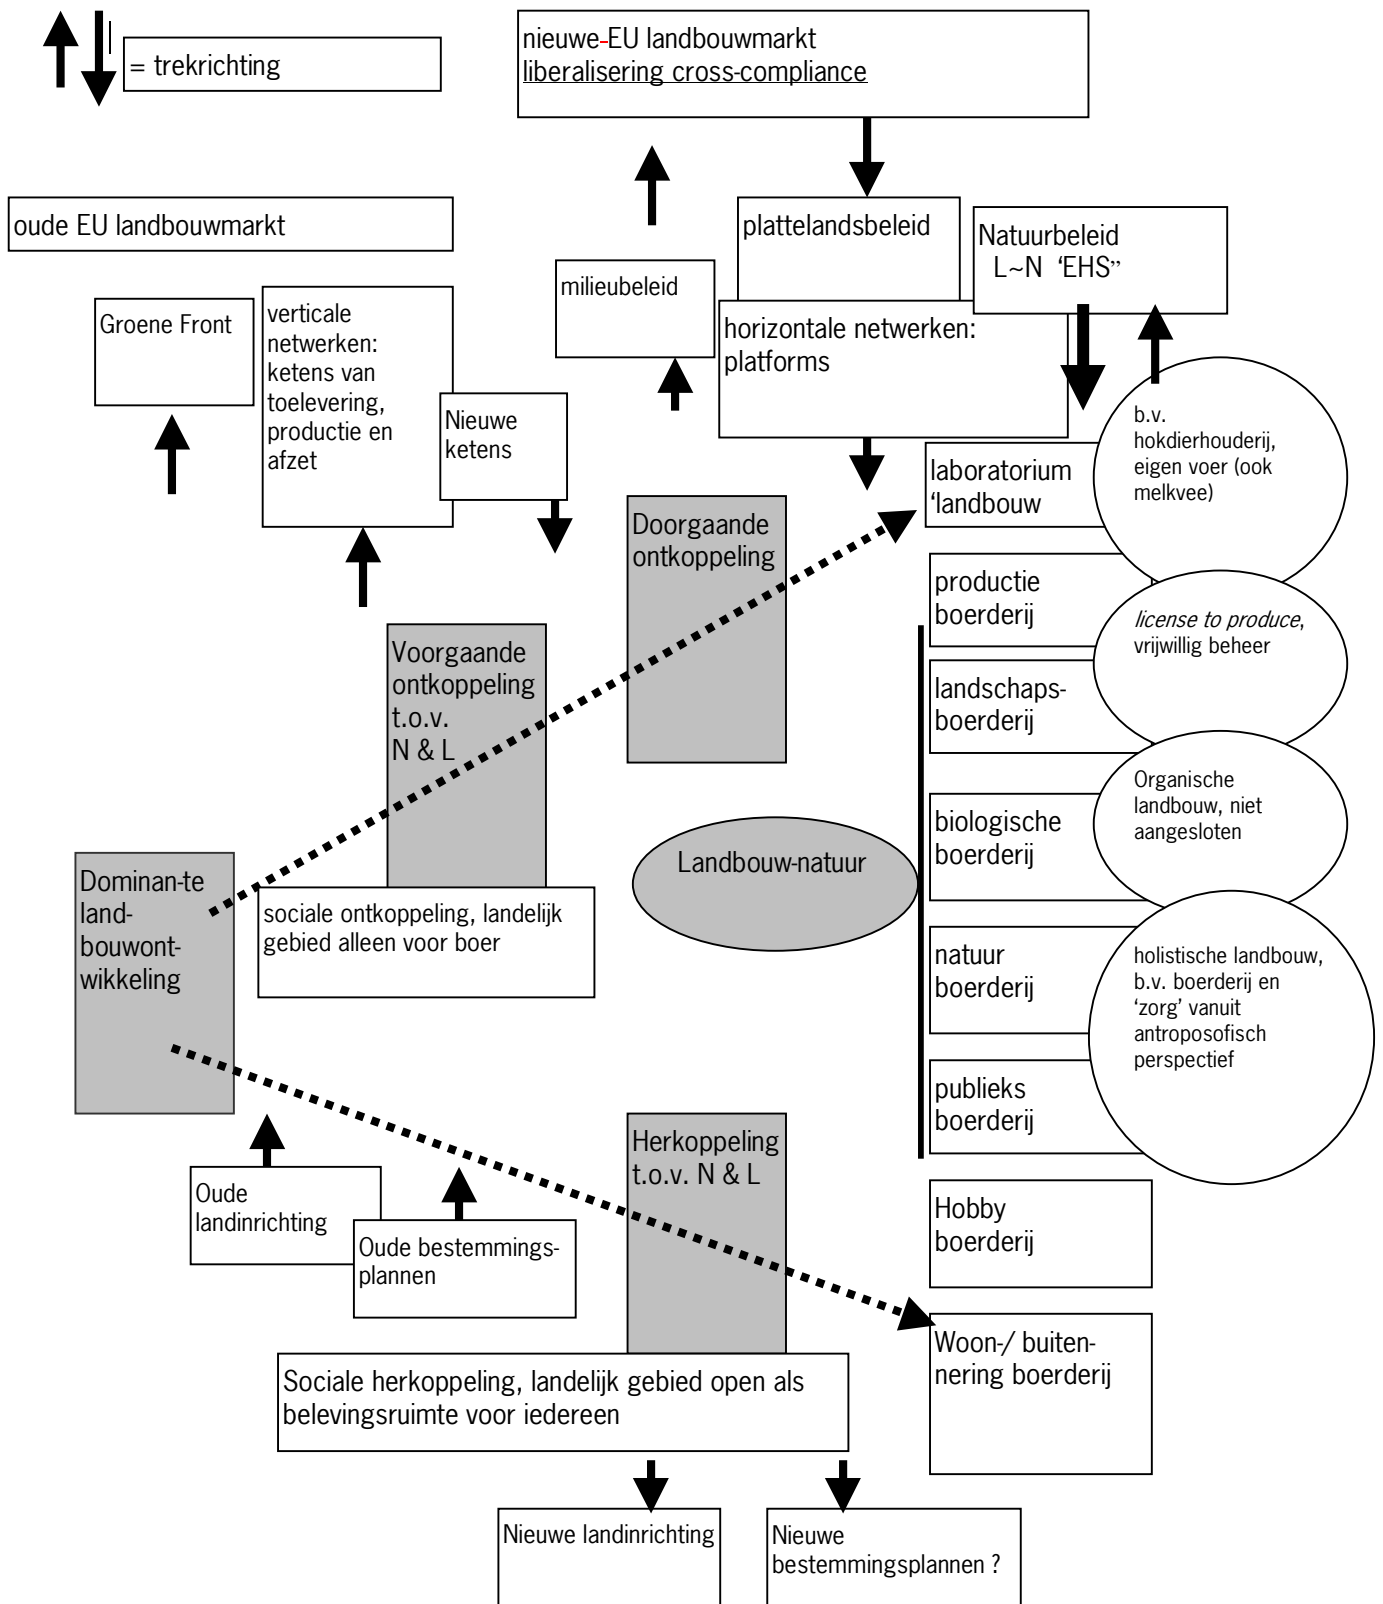 = trekrichting
nieuwe-EU landbouwmarkt
liberalisering cross-compliance
oude EU landbouwmarkt
plattelandsbeleid
Natuurbeleid
L~N ‘EHS”
milieubeleid
Groene Front
verticale
netwerken:
ketens van
toelevering,
productie en
afzet
horizontale netwerken:
platforms
Nieuwe
ketens
b.v.
hokdierhouderij,
eigen voer (ook
melkvee)
laboratorium
‘landbouw
Doorgaande
ontkoppeling
productie
boerderij
license to produce,
vrijwillig beheer
Voorgaande
ontkoppeling
t.o.v.
N & L
landschaps-
boerderij
Organische
landbouw, niet
aangesloten
biologische
boerderij
Landbouw-natuur
Dominan-te
land-
bouwont-
wikkeling
sociale ontkoppeling, landelijk
gebied alleen voor boer
natuur
boerderij
holistische landbouw,
b.v. boerderij en
‘zorg’ vanuit
antroposofisch
perspectief
publieks
boerderij
Herkoppeling
t.o.v. N & L
Oude
landinrichting
Oude bestemmings-
plannen
Hobby
boerderij
Woon-/ buiten-
nering boerderij
Sociale herkoppeling, landelijk gebied open als
belevingsruimte voor iedereen
Nieuwe landinrichting
Nieuwe
bestemmingsplannen ?